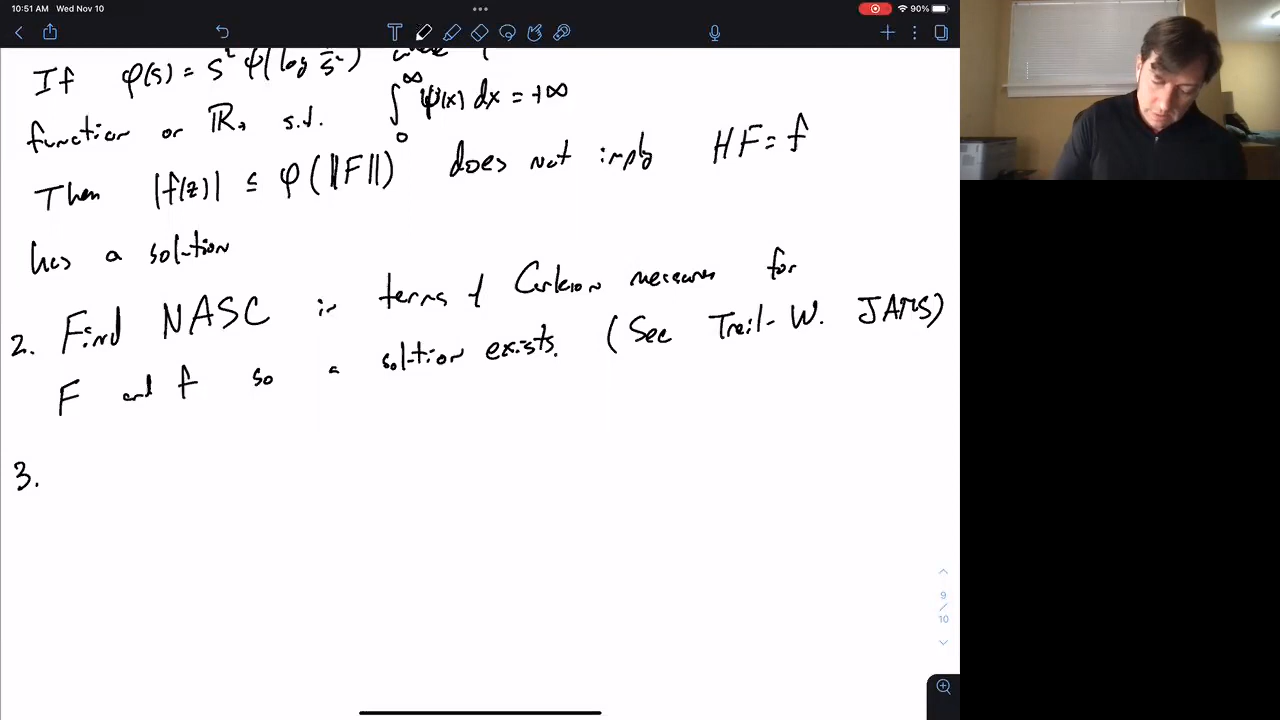 10:51 AM Wed Nov 10
90%
If φ(s) = s² ψ(log s⁻²)
function on ℝ+ s.t. ∫₀^∞ ψ(x) dx = +∞
Then |f(z)| ≤ φ(‖F‖) does not imply HF = f
has a solution
2. Find NASC in terms of Carleson measures for
F and f so a solution exists. (See Treil-W. JAMS)
3.
9
/
10